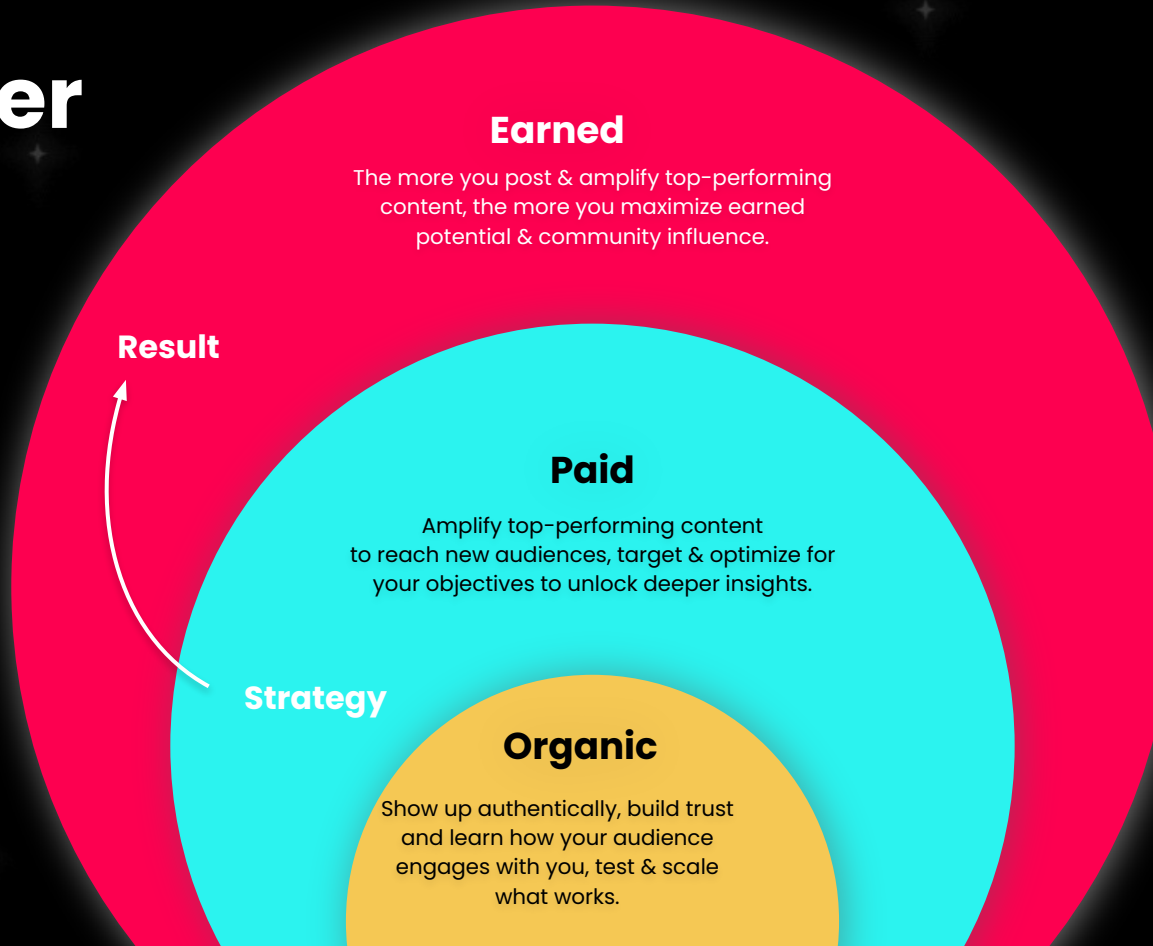 er
Earned
The more you post & amplify top-performing
content, the more you maximize earned
potential & community influence.
Result
Paid
Amplify top-performing content
to reach new audiences, target & optimize for
your objectives to unlock deeper insights.
Strategy
Organic
Show up authentically, build trust
and learn how your audience
engages with you, test & scale
what works.